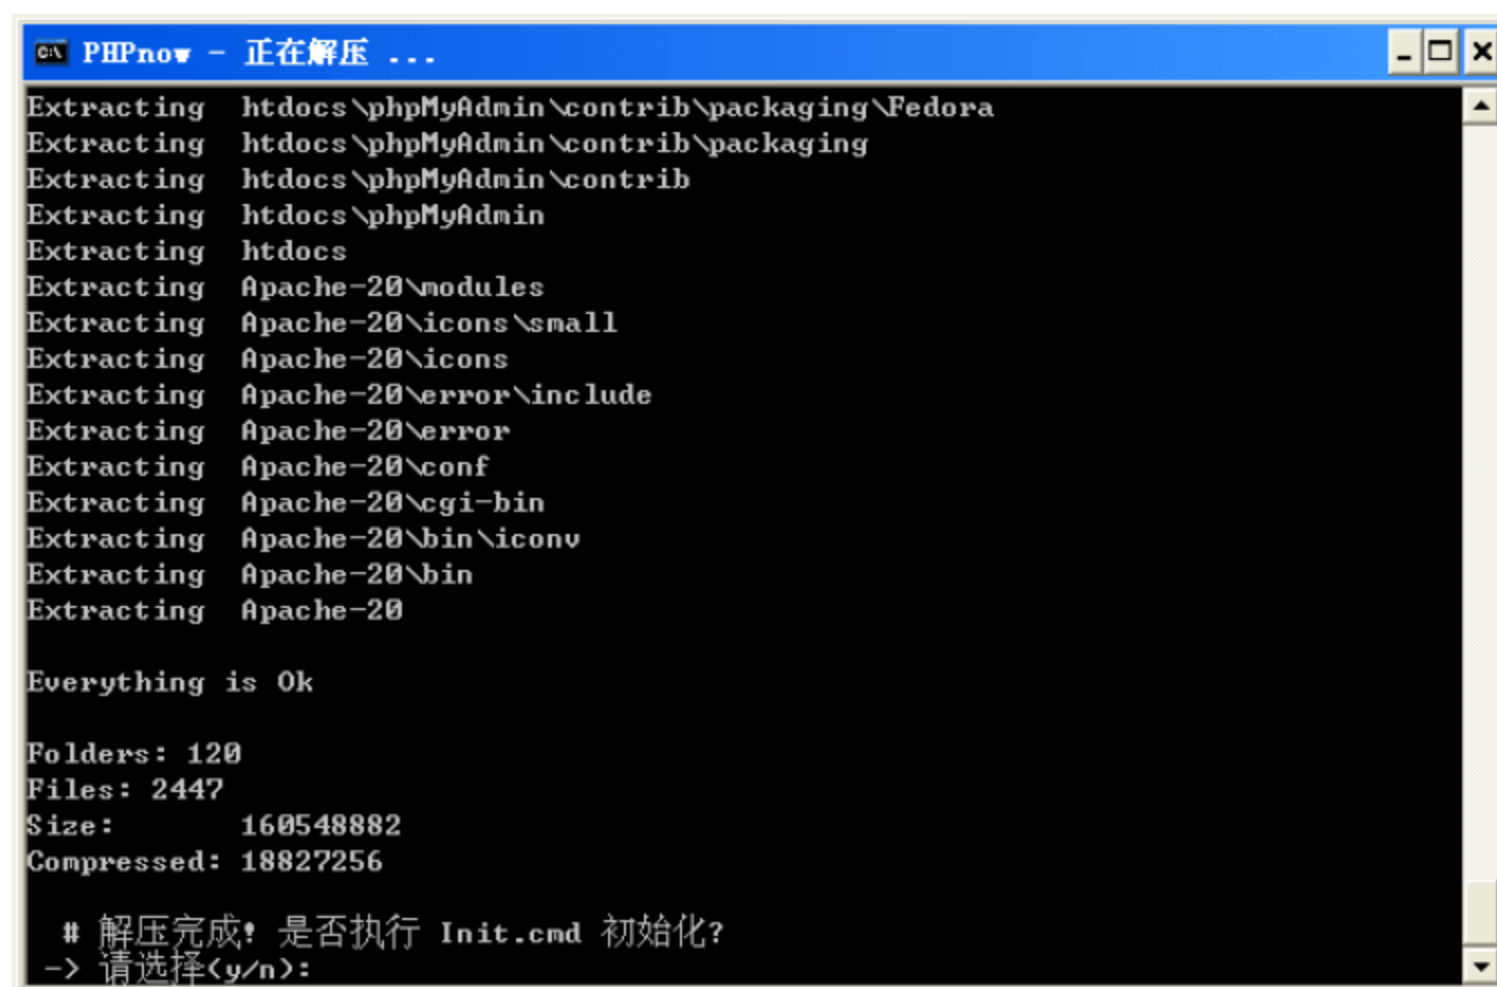 PHPnow - 正在解压 ...
Extracting  htdocs\phpMyAdmin\contrib\packaging\Fedora
Extracting  htdocs\phpMyAdmin\contrib\packaging
Extracting  htdocs\phpMyAdmin\contrib
Extracting  htdocs\phpMyAdmin
Extracting  htdocs
Extracting  Apache-20\modules
Extracting  Apache-20\icons\small
Extracting  Apache-20\icons
Extracting  Apache-20\error\include
Extracting  Apache-20\error
Extracting  Apache-20\conf
Extracting  Apache-20\cgi-bin
Extracting  Apache-20\bin\iconv
Extracting  Apache-20\bin
Extracting  Apache-20
Everything is Ok
Folders: 120
Files: 2447
Size:       160548882
Compressed: 18827256
# 解压完成! 是否执行 Init.cmd 初始化?
-> 请选择(y/n):